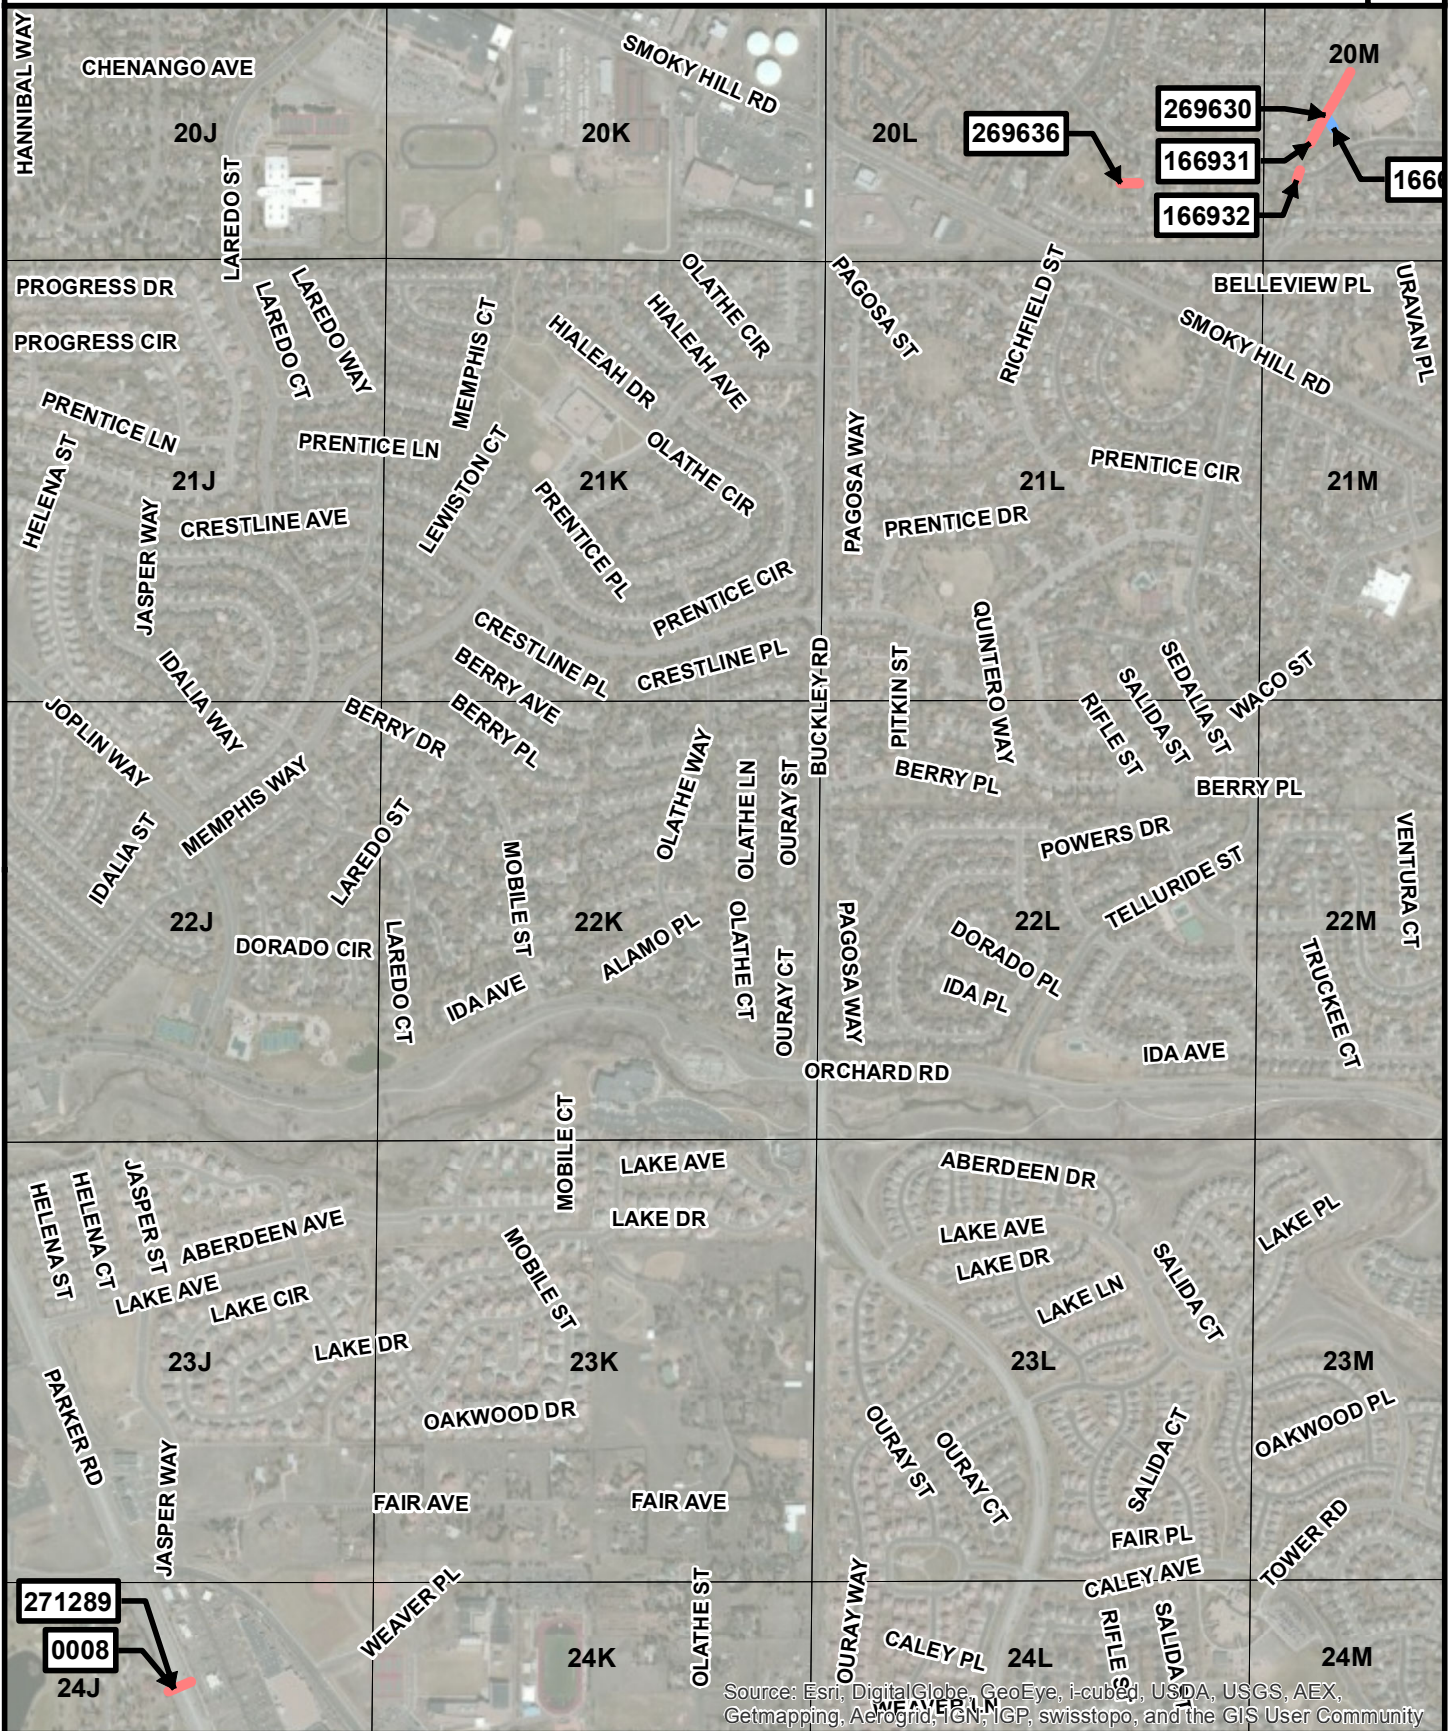 HANNIBAL WAY
CHENANGO AVE
SMOKY HILL RD
20M
20J
20K
20L
269636
269630
166931
166932
LAREDO ST
PROGRESS DR
PROGRESS CIR
LAREDO CT
LAREDO WAY
MEMPHIS CT
OLATHE CIR
HIALEAH AVE
HIALEAH DR
PAGOSA ST
RICHFIELD ST
BELLEVIEW PL
SMOKY HILL RD
URAVAN PL
PRENTICE LN
PRENTICE LN
HELENA ST
21J
JASPER WAY
CRESTLINE AVE
LEWISTON CT
21K
OLATHE CIR
PRENTICE PL
PRENTICE CIR
PAGOSA WAY
PRENTICE DR
21L
PRENTICE CIR
21M
CRESTLINE PL
CRESTLINE PL
BERRY AVE
BERRY PL
BERRY DR
IDALIA WAY
JOPLIN WAY
MEMPHIS WAY
IDALIA ST
BUCKLEY RD
PITKIN ST
QUINTERO WAY
RIFLE ST
SALIDA ST
SEDALIA ST
WACO ST
BERRY PL
BERRY PL
LAREDO ST
OLATHE WAY
OLATHE LN
OURAY ST
POWERS DR
TELLURIDE ST
VENTURA CT
22J
DORADO CIR
LAREDO CT
MOBILE ST
22K
ALAMO PL
IDA AVE
OLATHE CT
OURAY CT
PAGOSA WAY
DORADO PL
IDA PL
22L
22M
TRUCKEE CT
IDA AVE
ORCHARD RD
MOBILE CT
LAKE AVE
LAKE DR
ABERDEEN DR
HELENA ST
HELENA CT
JASPER ST
ABERDEEN AVE
LAKE AVE
LAKE CIR
LAKE DR
MOBILE ST
LAKE AVE
LAKE DR
LAKE LN
SALIDA CT
LAKE PL
23J
23K
23L
23M
PARKER RD
OAKWOOD DR
OURAY ST
OURAY CT
SALIDA CT
OAKWOOD PL
JASPER WAY
FAIR AVE
FAIR AVE
FAIR PL
TOWER RD
CALEY AVE
271289
0008
24J
WEAVER PL
24K
OLATHE ST
OURAY WAY
CALEY PL
24L
RIFLE S
SALIDA
24M
WEAVER LN
Source: Esri, DigitalGlobe, GeoEye, i-cubed, USDA, USGS, AEX,
Getmapping, Aerogrid, IGN, IGP, swisstopo, and the GIS User Community